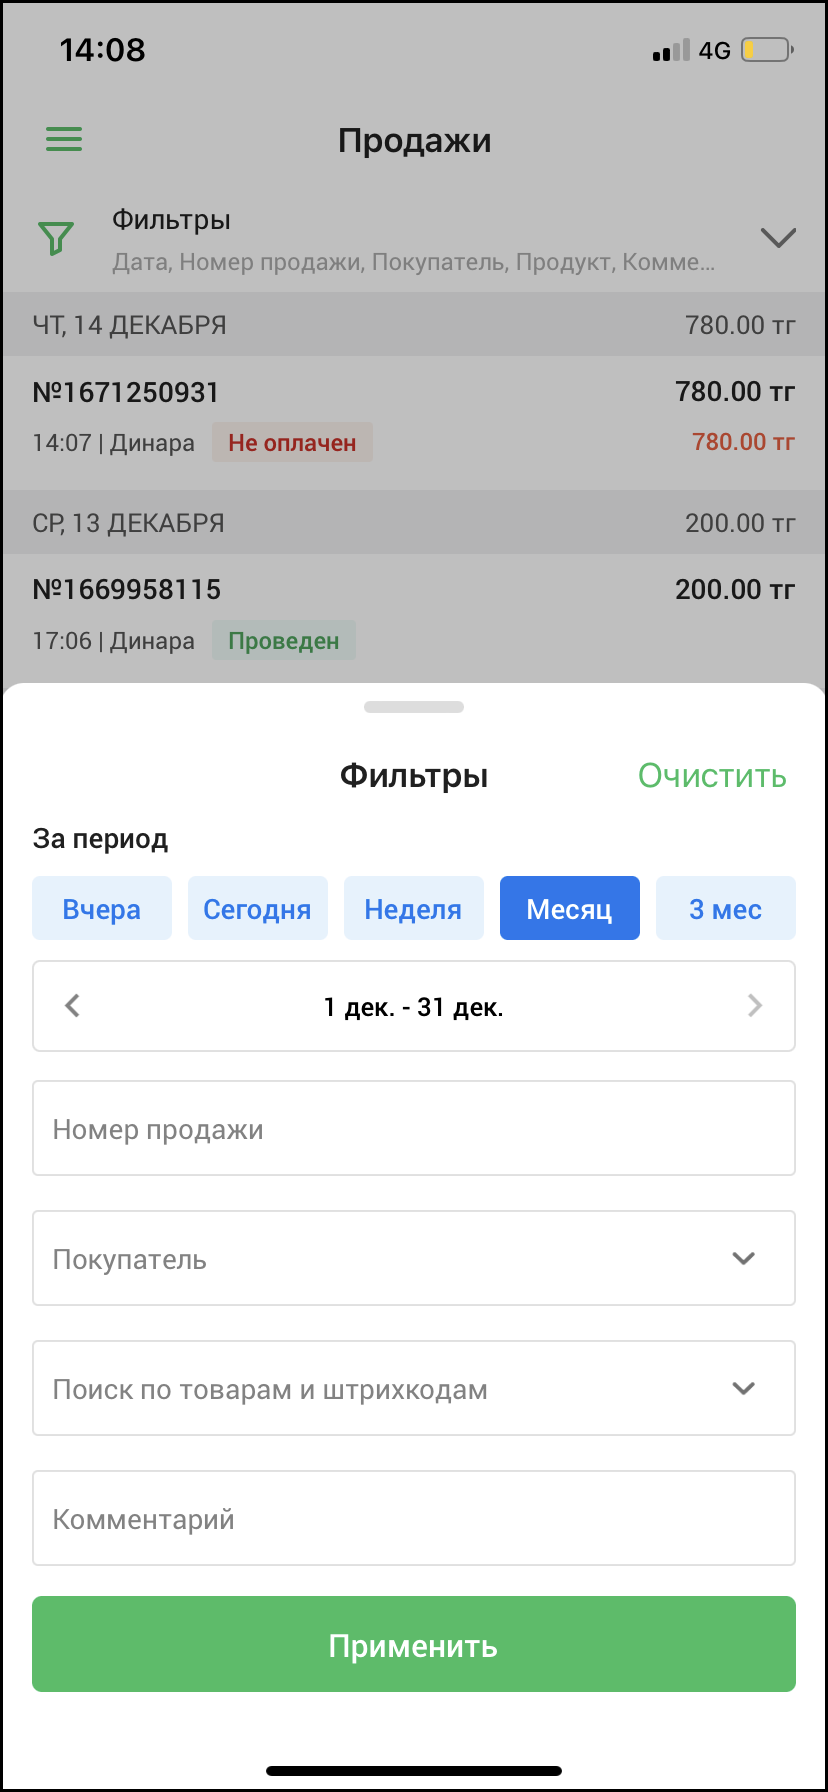 14:08 4G
Продажи
Фильтры
Дата, Номер продажи, Покупатель, Продукт, Комме...
ЧТ, 14 ДЕКАБРЯ 780.00 тг
№1671250931 780.00 тг
14:07 | Динара Не оплачен 780.00 тг
СР, 13 ДЕКАБРЯ 200.00 тг
№1669958115 200.00 тг
17:06 | Динара Проведен
Фильтры Очистить
За период
Вчера Сегодня Неделя Месяц 3 мес
1 дек. - 31 дек.
Номер продажи
Покупатель
Поиск по товарам и штрихкодам
Комментарий
Применить